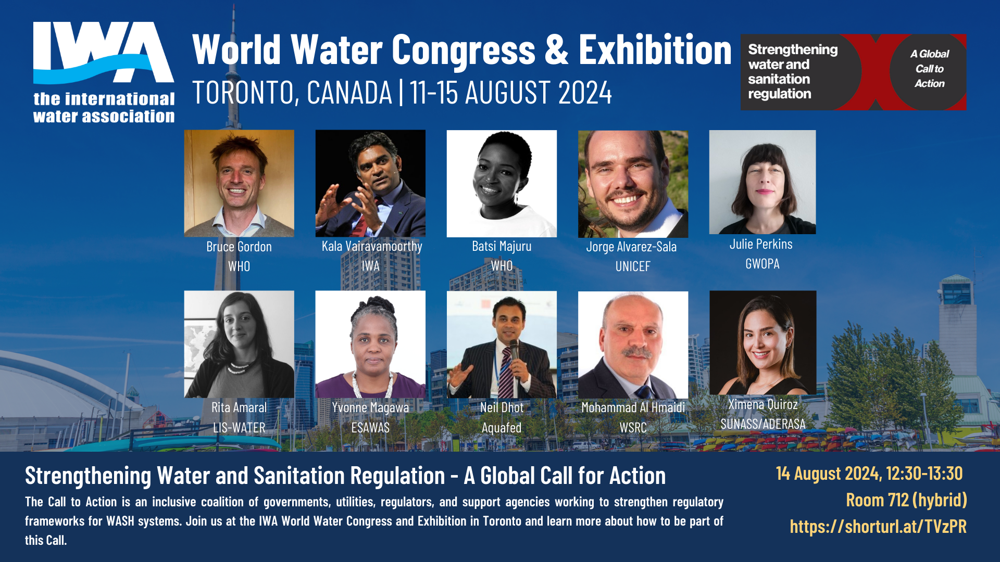 IWA
the international
water association
World Water Congress & Exhibition
TORONTO, CANADA | 11-15 AUGUST 2024
Strengthening
water and
sanitation
regulation
A Global
Call to
Action
Bruce Gordon
WHO
Kala Vairavamoorthy
IWA
Batsi Majuru
WHO
Jorge Alvarez-Sala
UNICEF
Julie Perkins
GWOPA
Rita Amaral
LIS-WATER
Yvonne Magawa
ESAWAS
Neil Dhot
Aquafed
Mohammad Al Hmaidi
WSRC
Ximena Quiroz
SUNASS/ADERASA
Strengthening Water and Sanitation Regulation - A Global Call for Action
The Call to Action is an inclusive coalition of governments, utilities, regulators, and support agencies working to strengthen regulatory
frameworks for WASH systems. Join us at the IWA World Water Congress and Exhibition in Toronto and learn more about how to be part of
this Call.
14 August 2024, 12:30-13:30
Room 712 (hybrid)
https://shorturl.at/TVzPR